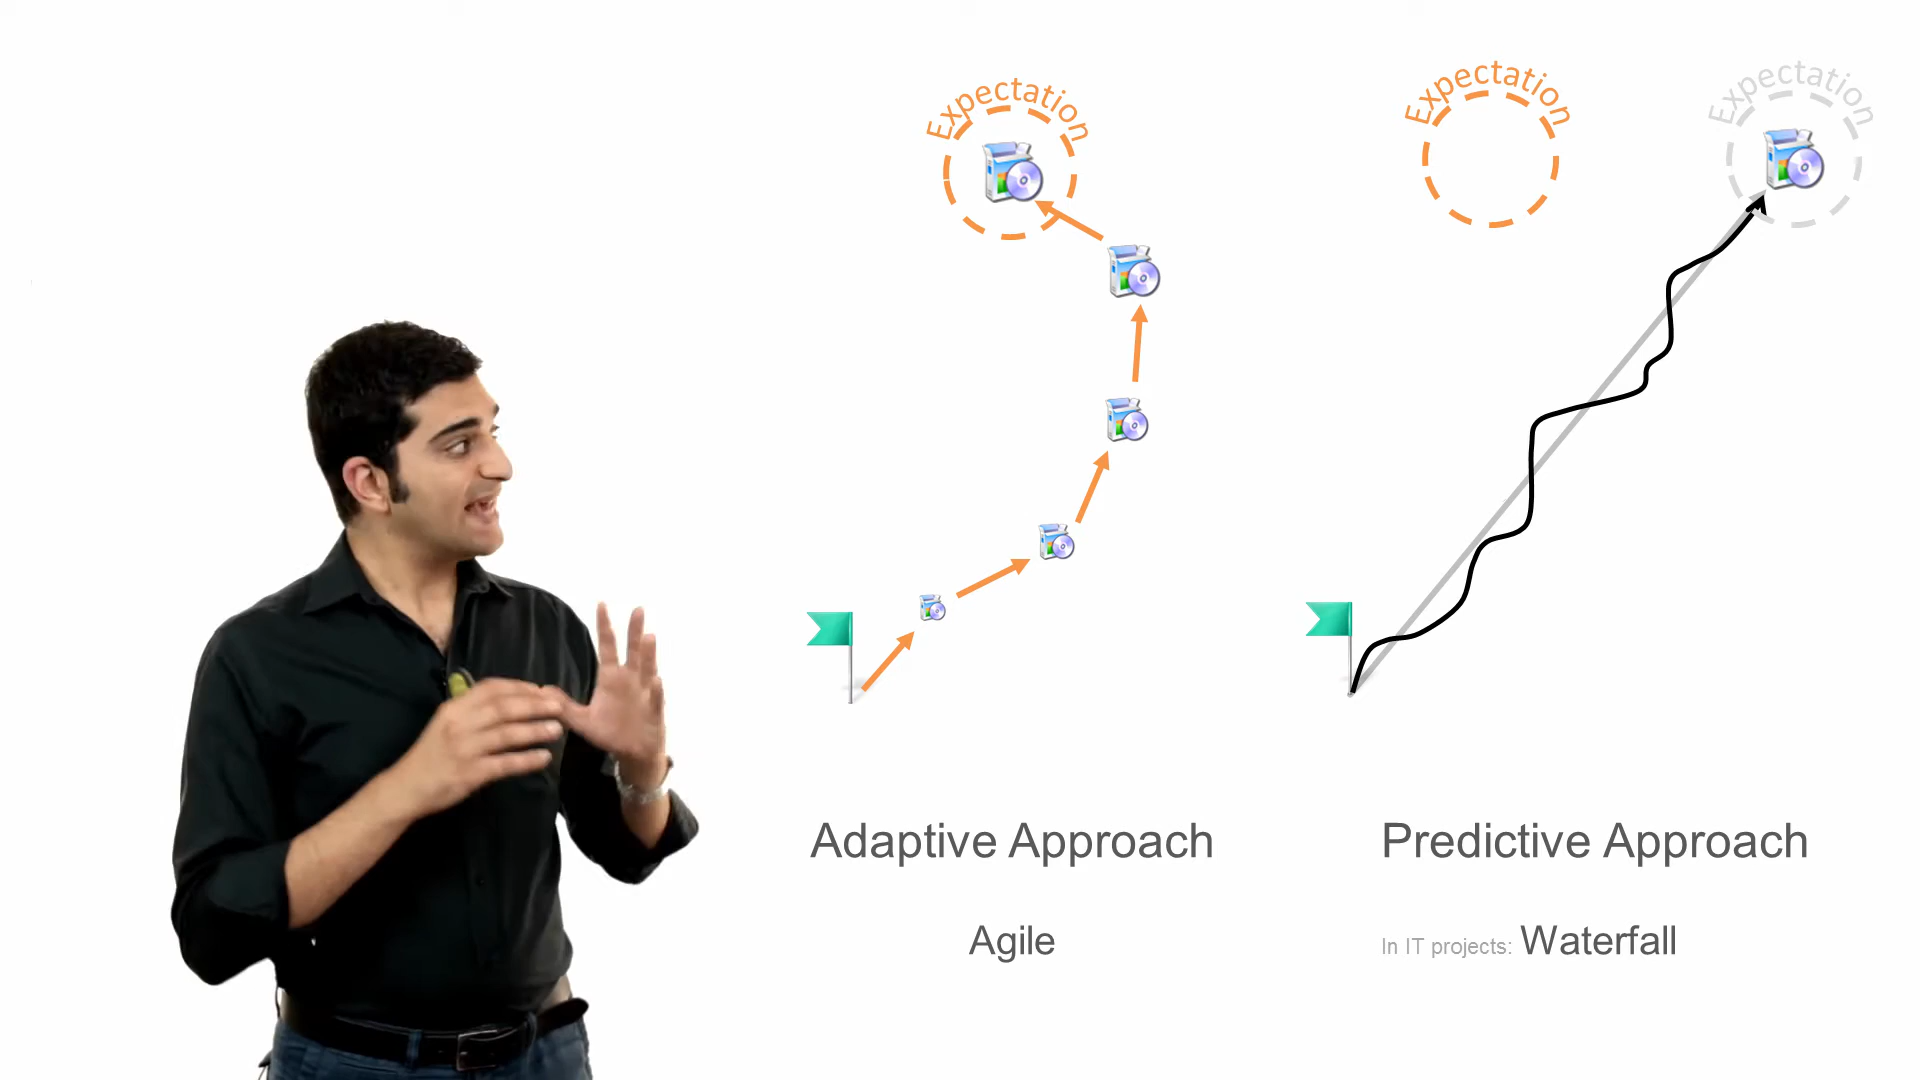 Expectation
Expectation
Expectation
Adaptive Approach
Predictive Approach
Agile
In IT projects: Waterfall